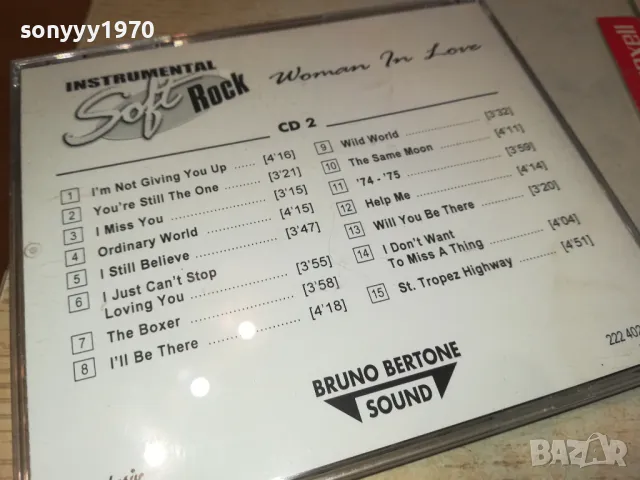 sonyyy1970
INSTRUMENTAL
Soft Rock
Woman In Love
CD 2
1 I'm Not Giving You Up ...... [4'16]
2 You're Still The One ......... [3'21]
3 I Miss You ...................... [3'15]
4 Ordinary World ............... [4'15]
5 I Still Believe .................. [3'47]
6 I Just Can't Stop
Loving You ..................... [3'55]
7 The Boxer ...................... [3'58]
8 I'll Be There .................... [4'18]
9 Wild World .................... [3'32]
10 The Same Moon ............ [4'11]
11 '74 - '75 ........................ [3'59]
12 Help Me ........................ [4'14]
13 Will You Be There .......... [3'20]
14 I Don't Want
To Miss A Thing ............. [4'04]
15 St. Tropez Highway ........ [4'51]
BRUNO BERTONE
SOUND
222 402
BAZAR
bg